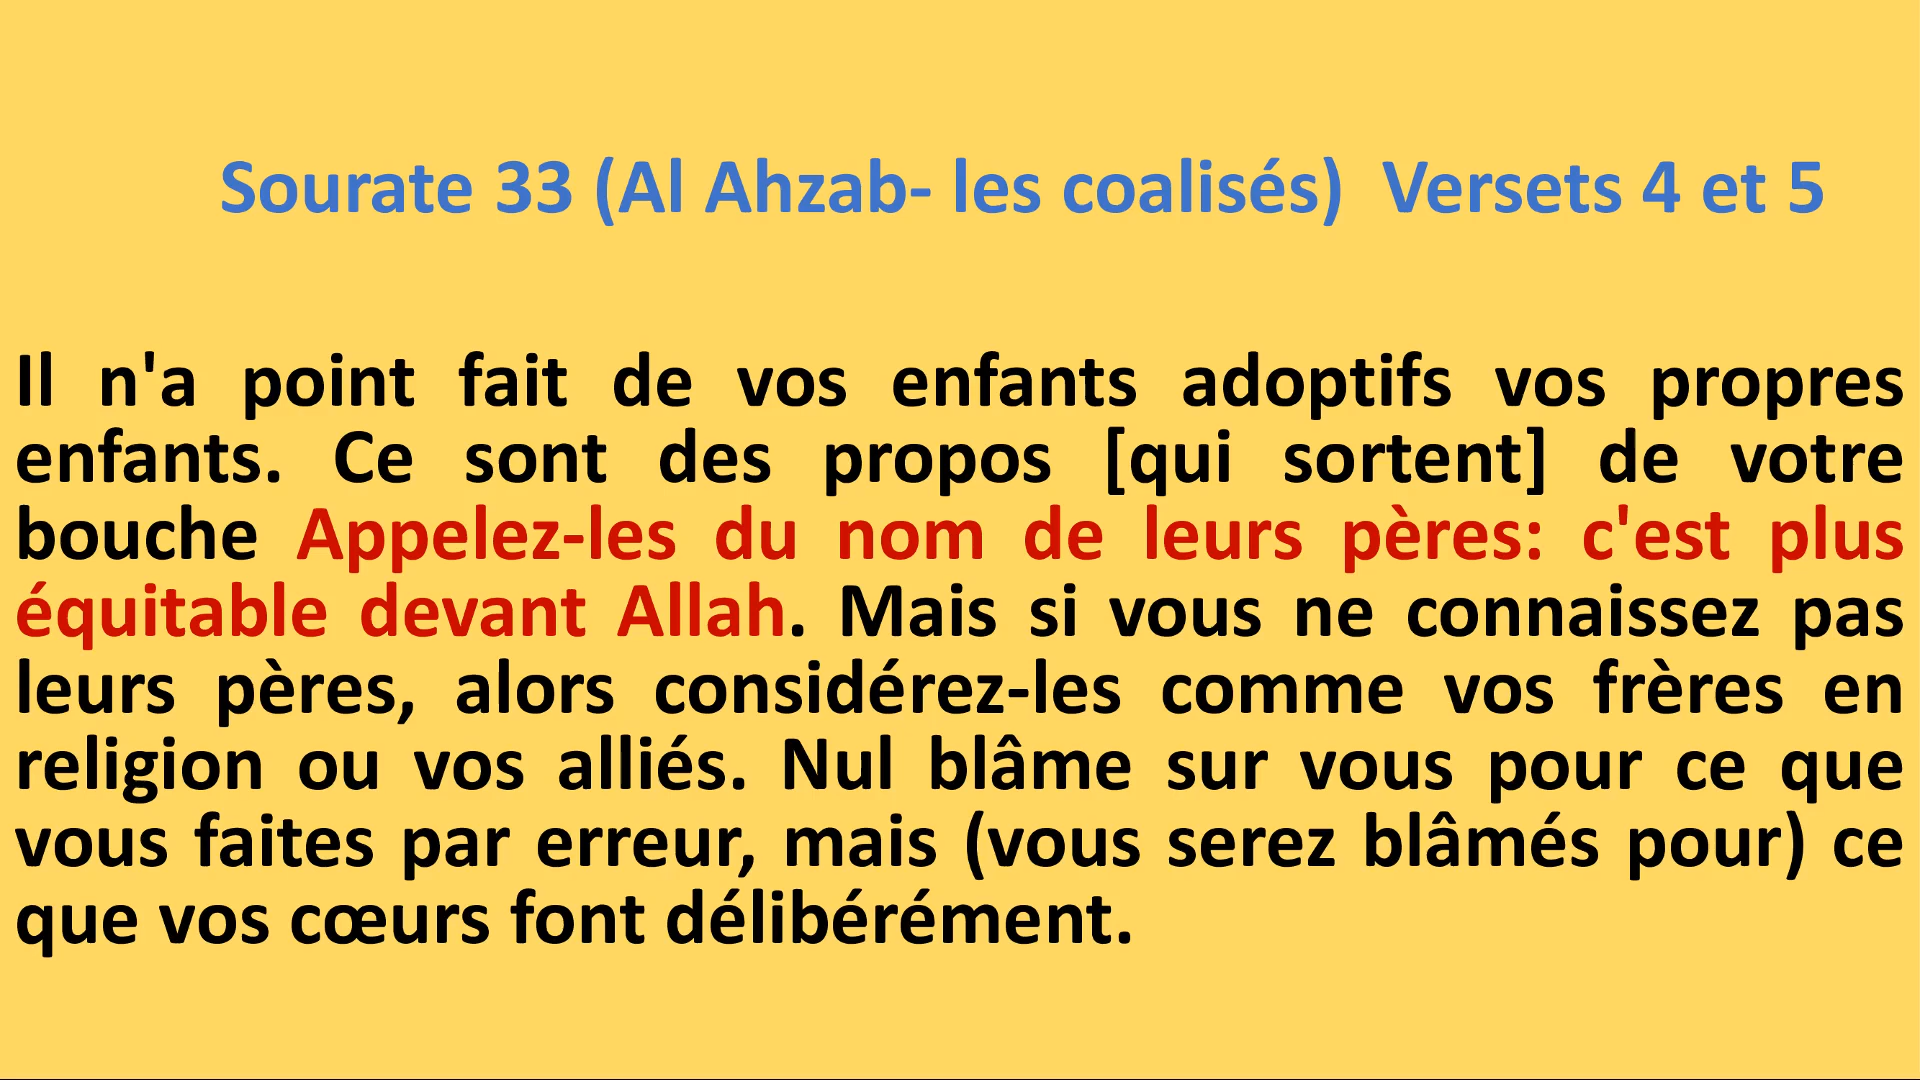 Sourate 33 (Al Ahzab- les coalisés)  Versets 4 et 5
Il n'a point fait de vos enfants adoptifs vos propres
enfants. Ce sont des propos [qui sortent] de votre
bouche Appelez-les du nom de leurs pères: c'est plus
équitable devant Allah. Mais si vous ne connaissez pas
leurs pères, alors considérez-les comme vos frères en
religion ou vos alliés. Nul blâme sur vous pour ce que
vous faites par erreur, mais (vous serez blâmés pour) ce
que vos cœurs font délibérément.